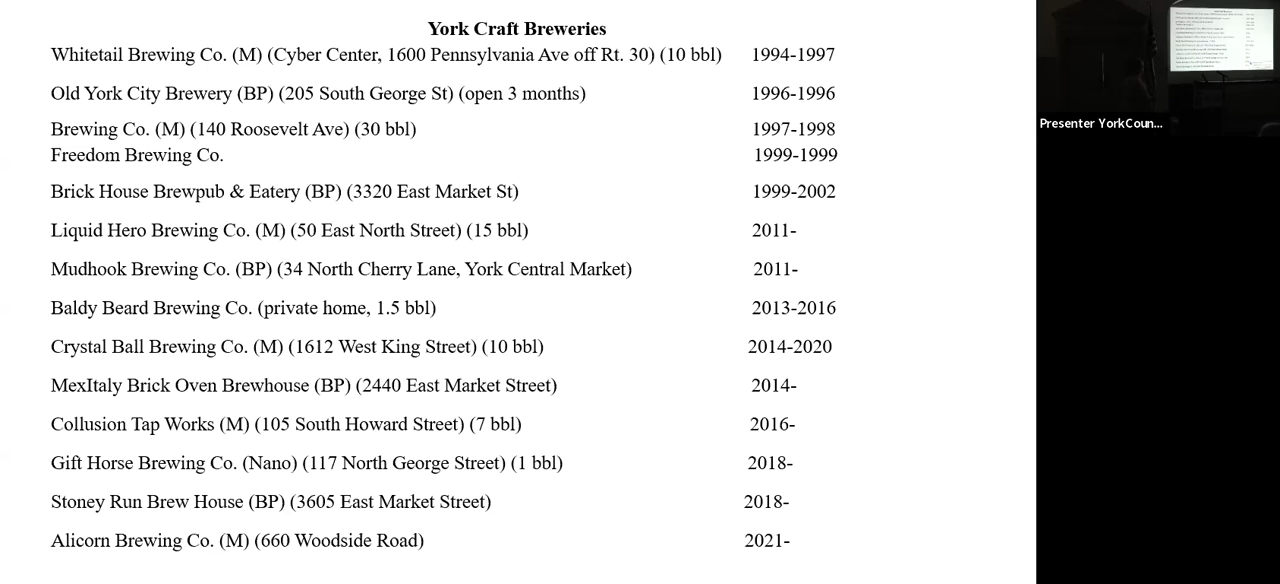 York Craft Breweries
Whitetail Brewing Co. (M) (Cyber Center, 1600 Pennsylvania Ave off Rt. 30) (10 bbl) 1994-1997
Old York City Brewery (BP) (205 South George St) (open 3 months) 1996-1996
Brewing Co. (M) (140 Roosevelt Ave) (30 bbl) 1997-1998
Freedom Brewing Co. 1999-1999
Brick House Brewpub & Eatery (BP) (3320 East Market St) 1999-2002
Liquid Hero Brewing Co. (M) (50 East North Street) (15 bbl) 2011-
Mudhook Brewing Co. (BP) (34 North Cherry Lane, York Central Market) 2011-
Baldy Beard Brewing Co. (private home, 1.5 bbl) 2013-2016
Crystal Ball Brewing Co. (M) (1612 West King Street) (10 bbl) 2014-2020
MexItaly Brick Oven Brewhouse (BP) (2440 East Market Street) 2014-
Collusion Tap Works (M) (105 South Howard Street) (7 bbl) 2016-
Gift Horse Brewing Co. (Nano) (117 North George Street) (1 bbl) 2018-
Stoney Run Brew House (BP) (3605 East Market Street) 2018-
Alicorn Brewing Co. (M) (660 Woodside Road) 2021-
Presenter YorkCoun...